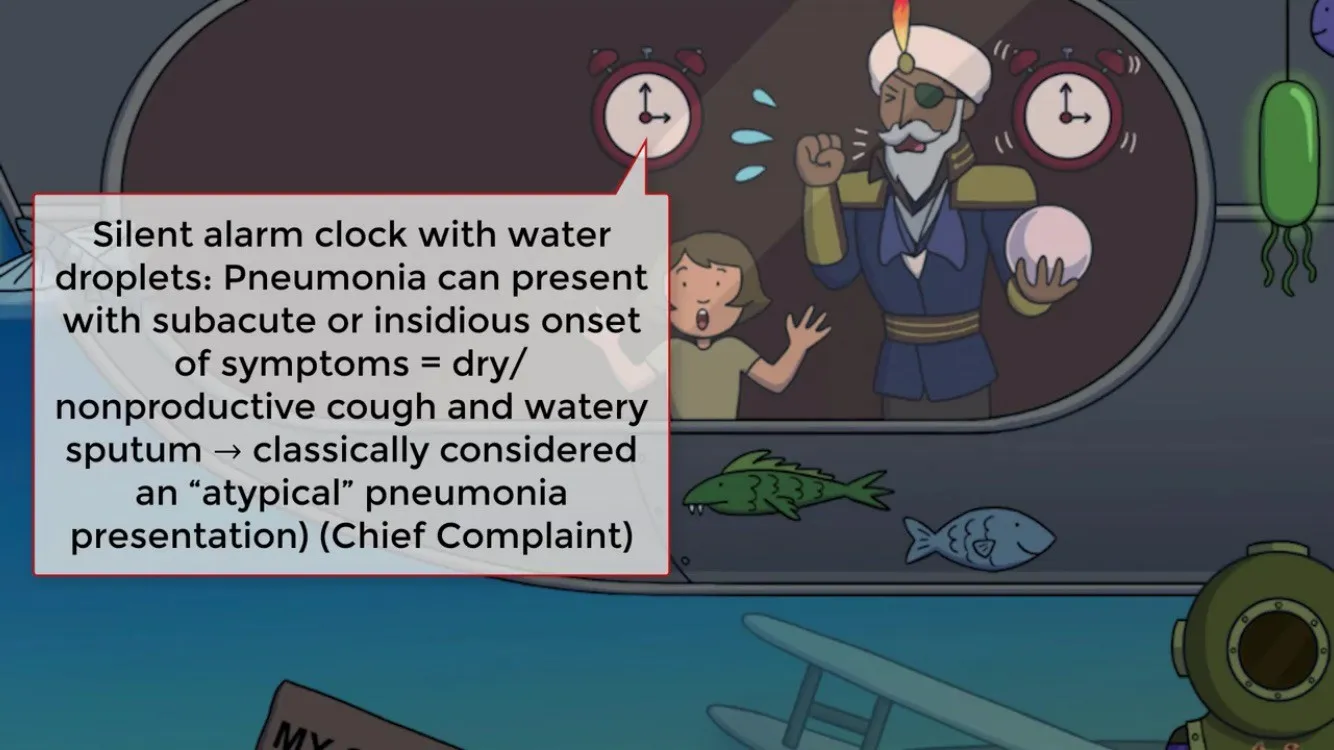 Silent alarm clock with water
droplets: Pneumonia can present
with subacute or insidious onset
of symptoms = dry/
nonproductive cough and watery
sputum → classically considered
an “atypical” pneumonia
presentation) (Chief Complaint)
MY